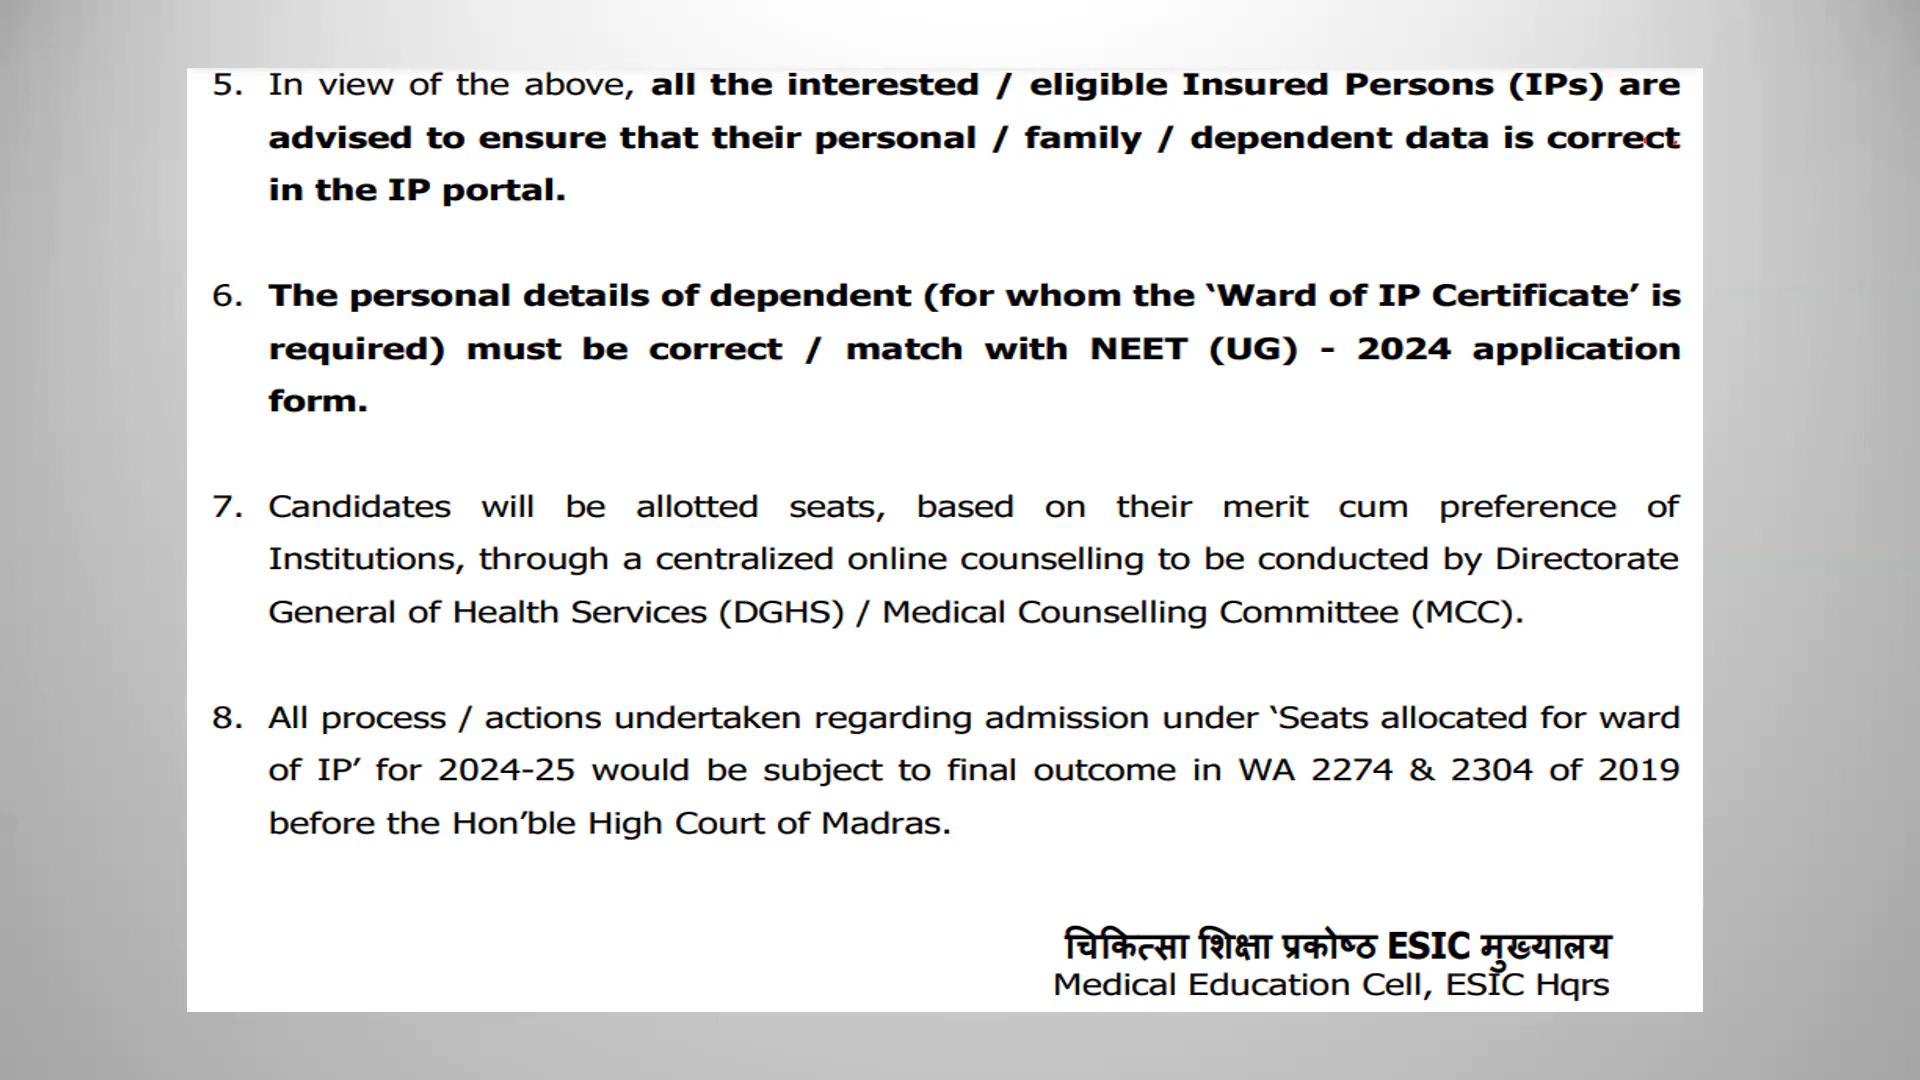 5. In view of the above, all the interested / eligible Insured Persons (IPs) are
advised to ensure that their personal / family / dependent data is correct
in the IP portal.
6. The personal details of dependent (for whom the ‘Ward of IP Certificate’ is
required) must be correct / match with NEET (UG) - 2024 application
form.
7. Candidates will be allotted seats, based on their merit cum preference of
Institutions, through a centralized online counselling to be conducted by Directorate
General of Health Services (DGHS) / Medical Counselling Committee (MCC).
8. All process / actions undertaken regarding admission under ‘Seats allocated for ward
of IP’ for 2024-25 would be subject to final outcome in WA 2274 & 2304 of 2019
before the Hon’ble High Court of Madras.
चिकित्सा शिक्षा प्रकोष्ठ ESIC मुख्यालय
Medical Education Cell, ESIC Hqrs